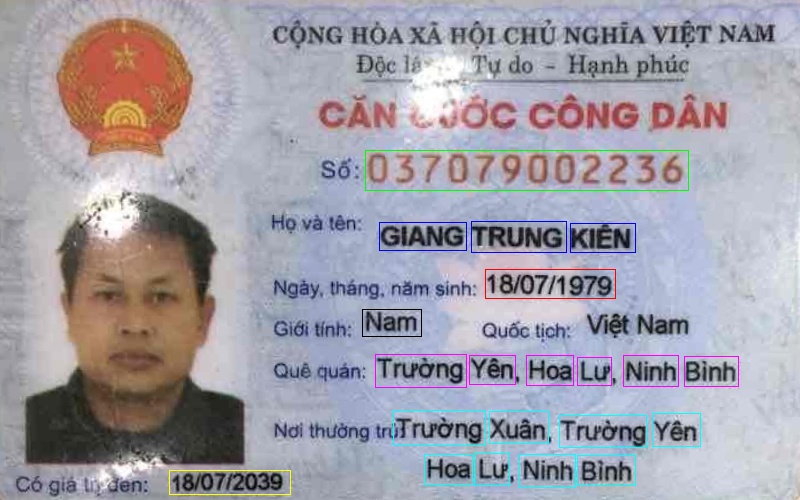 CỘNG HÒA XÃ HỘI CHỦ NGHĨA VIỆT NAM
Độc Tự do - Hạnh phúc
CĂN CƯỚC CÔNG DÂN
Số: 037079002236
Họ và tên: GIANG TRUNG KIÊN
Ngày, tháng, năm sinh: 18/07/1979
Giới tính: Nam Quốc tịch: Việt Nam
Quê quán: Trường Yên, Hoa Lư, Ninh Bình
Nơi thường trú: Trường Xuân, Trường Yên
Hoa Lư, Ninh Bình
Có giá trị đến: 18/07/2039